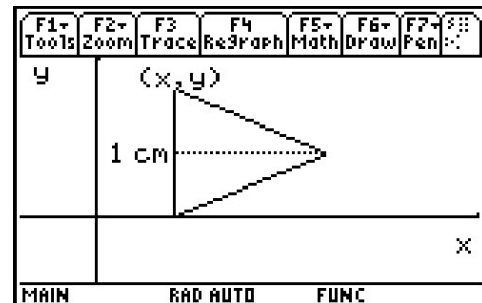 F1 F2 F3 F4 F5 F6 F7
Tools Zoom Trace ReGraph Math Draw Pen
y
(x,y)
1 cm
x
MAIN RAD AUTO FUNC